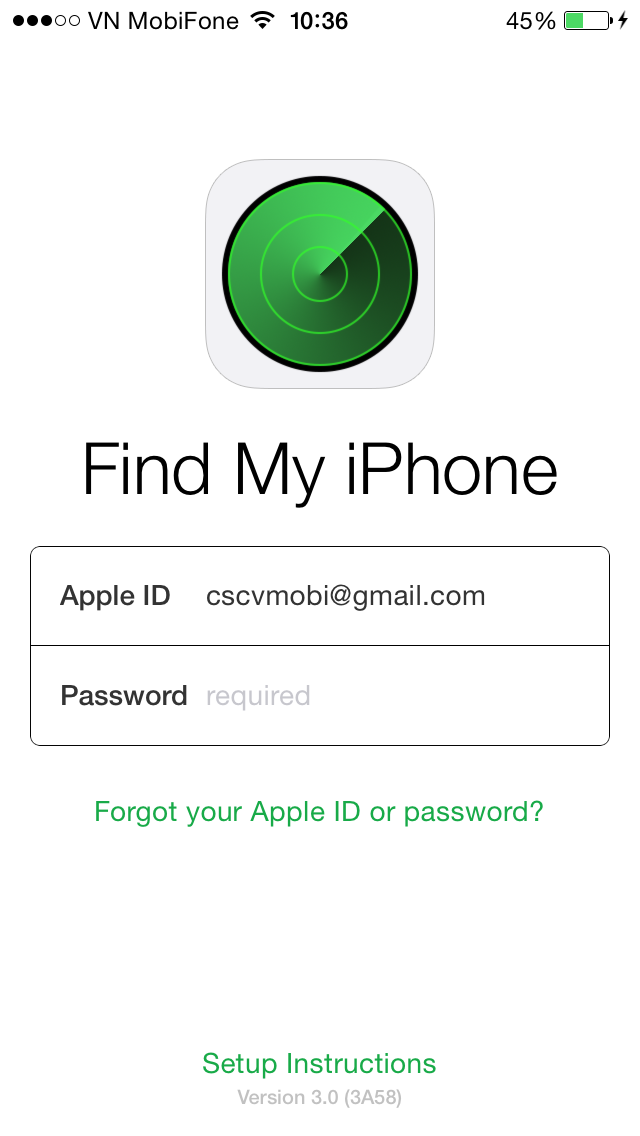 VN MobiFone 10:36 45%
Find My iPhone
Apple ID cscvmobi@gmail.com
Password required
Forgot your Apple ID or password?
Setup Instructions
Version 3.0 (3A58)